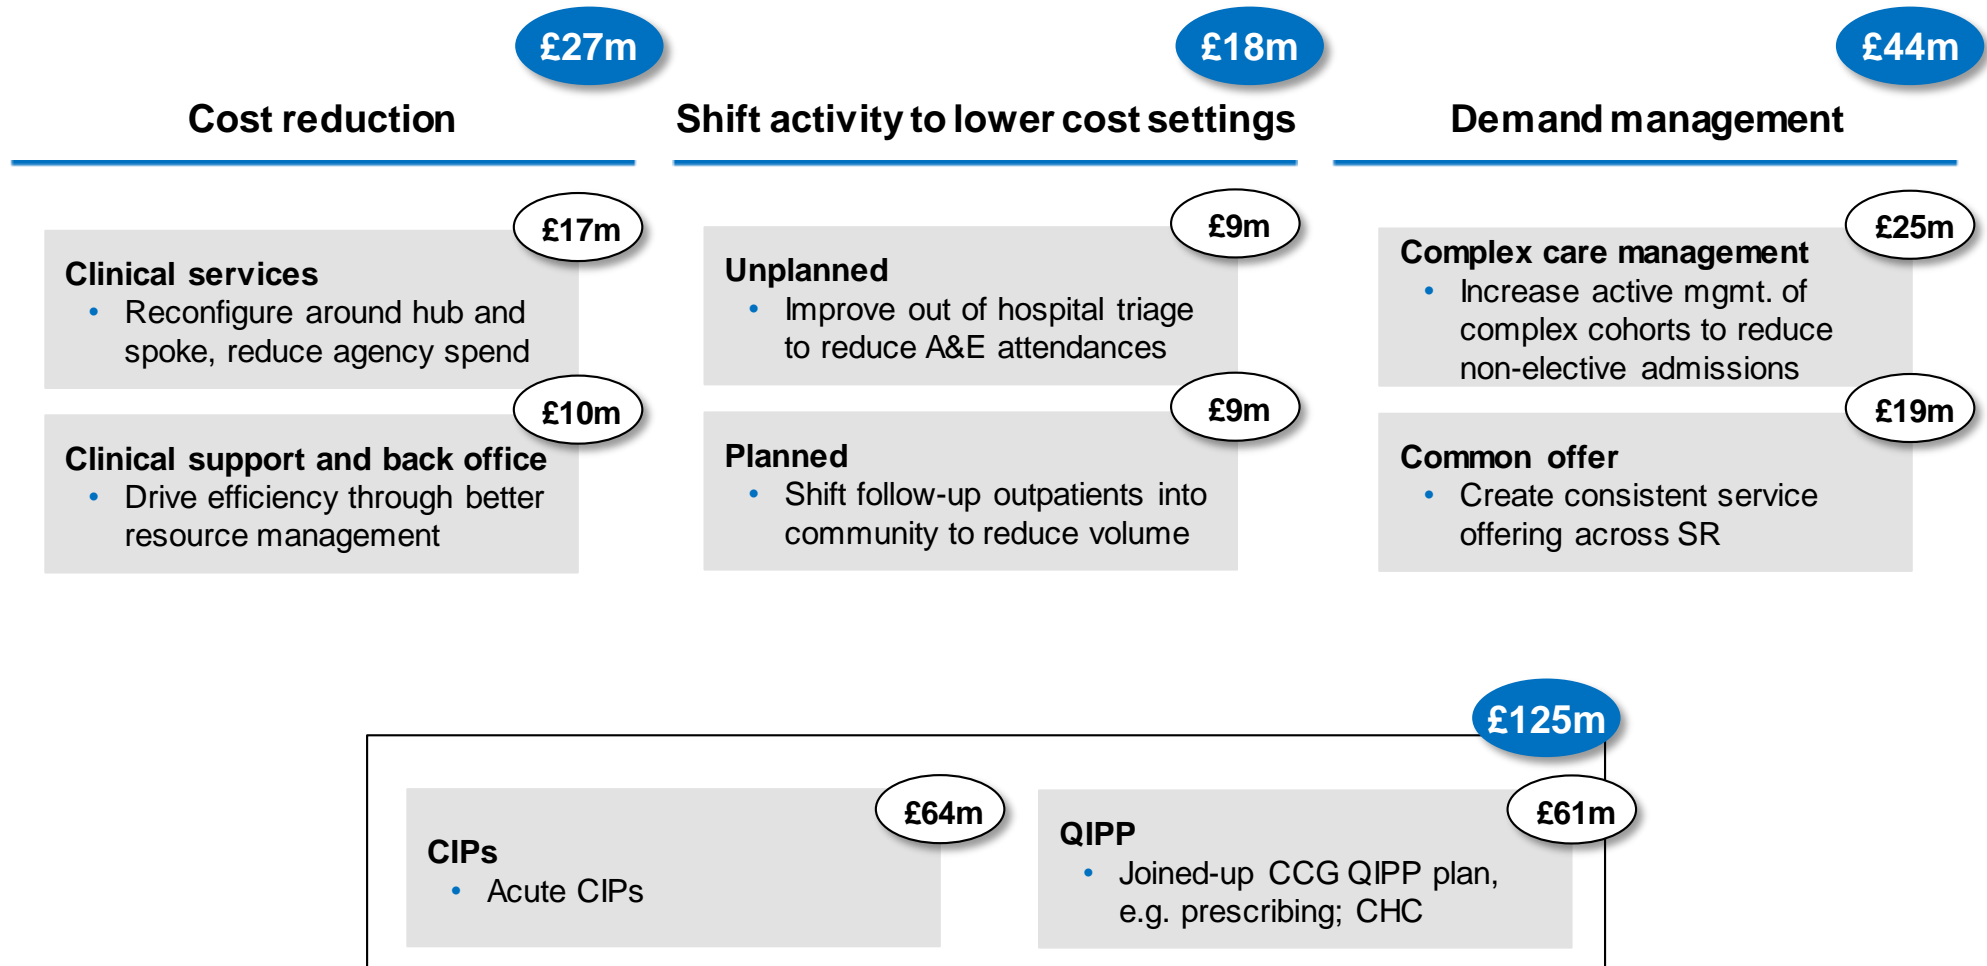 £27m
Cost reduction
£17m
Clinical services
• Reconfigure around hub and
spoke, reduce agency spend
£10m
Clinical support and back office
• Drive efficiency through better
resource management
£18m
Shift activity to lower cost settings
£9m
Unplanned
• Improve out of hospital triage
to reduce A&E attendances
£9m
Planned
• Shift follow-up outpatients into
community to reduce volume
£44m
Demand management
£25m
Complex care management
• Increase active mgmt. of
complex cohorts to reduce
non-elective admissions
£19m
Common offer
• Create consistent service
offering across SR
£125m
£64m
CIPs
• Acute CIPs
£61m
QIPP
• Joined-up CCG QIPP plan,
e.g. prescribing; CHC